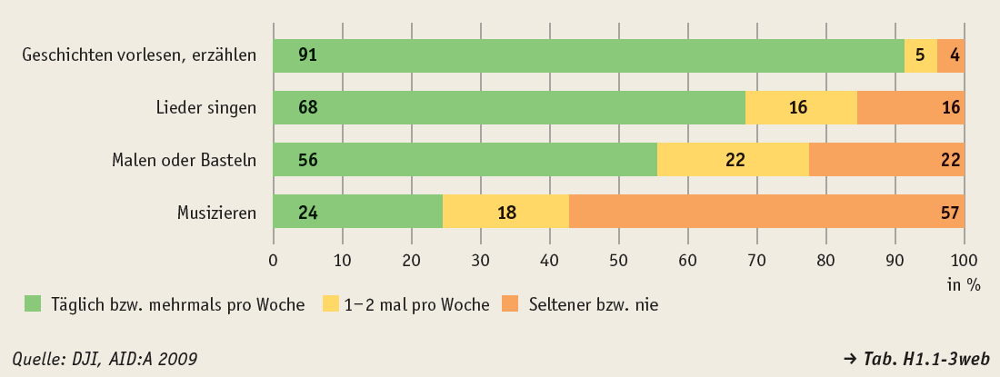 Geschichten vorlesen, erzählen 91 5 4
Lieder singen 68 16 16
Malen oder Basteln 56 22 22
Musizieren 24 18 57
0 10 20 30 40 50 60 70 80 90 100
in %
Täglich bzw. mehrmals pro Woche 1–2 mal pro Woche Seltener bzw. nie
Quelle: DJI, AID:A 2009 → Tab. H1.1-3web